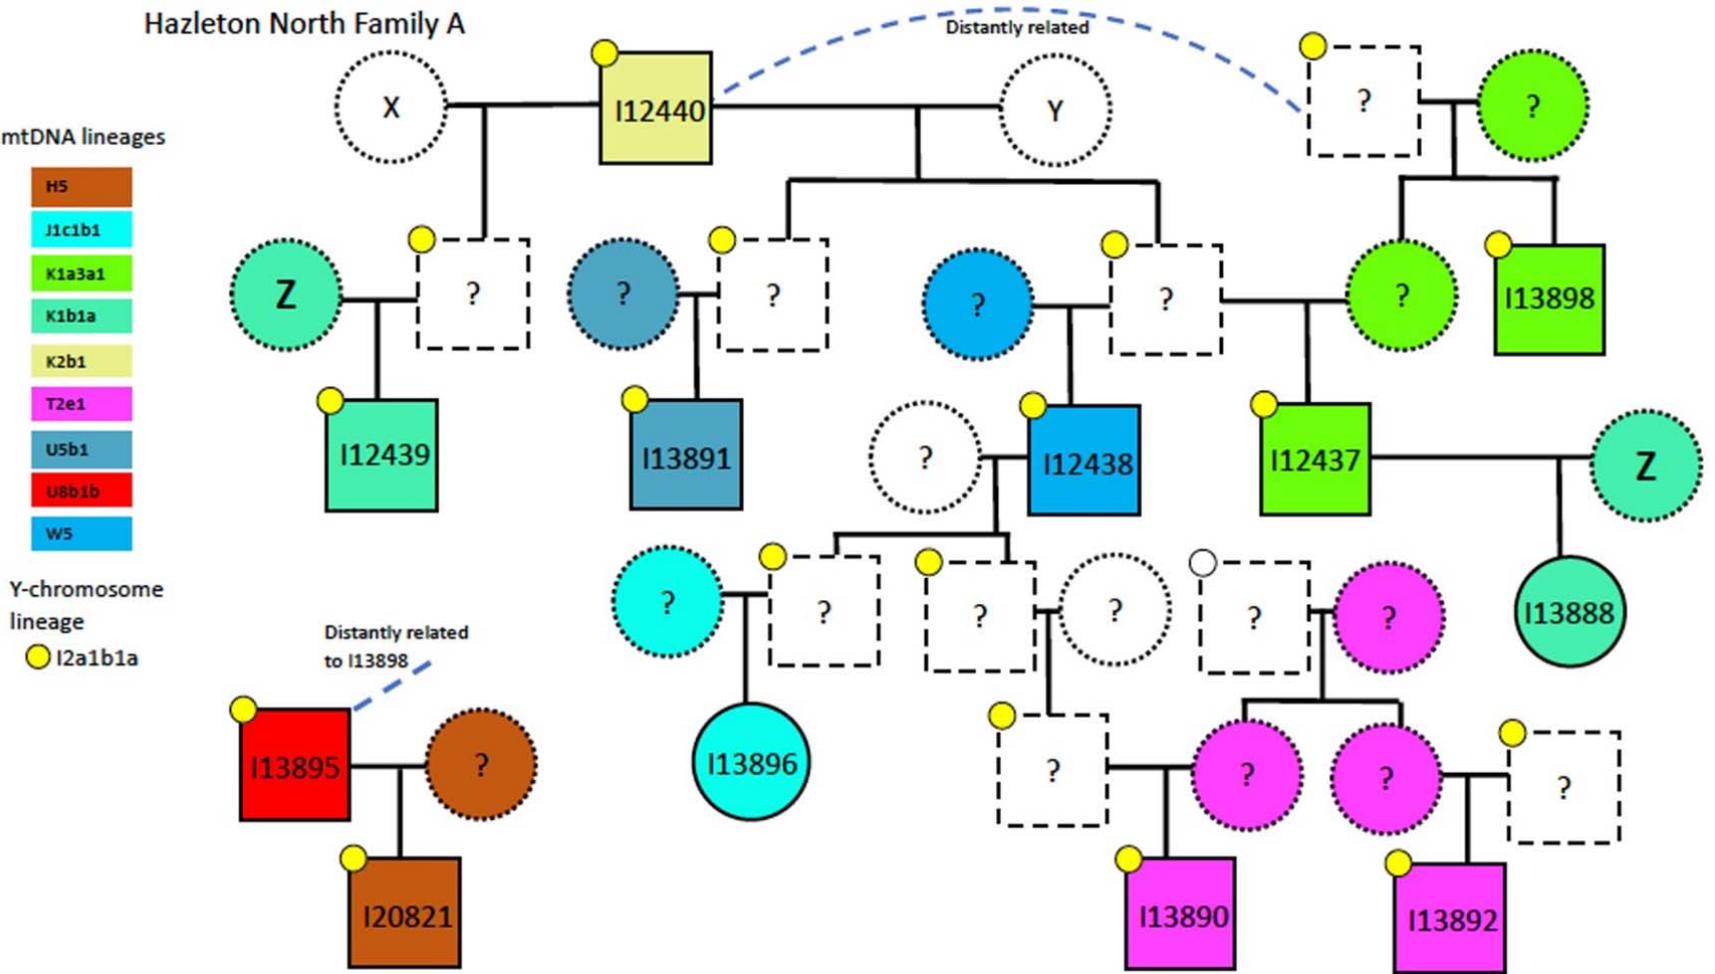 Hazleton North Family A
Distantly related
X
I12440
Y
?
?
mtDNA lineages
H5
J1c1b1
K1a3a1
K1b1a
K2b1
T2e1
U5b1
U8b1b
W5
Z
?
?
?
?
?
?
I13898
I12439
I13891
?
I12438
I12437
Z
Y-chromosome
lineage
I2a1b1a
?
?
?
?
?
?
I13888
Distantly related
to I13898
I13895
?
I13896
?
?
?
?
I20821
I13890
I13892